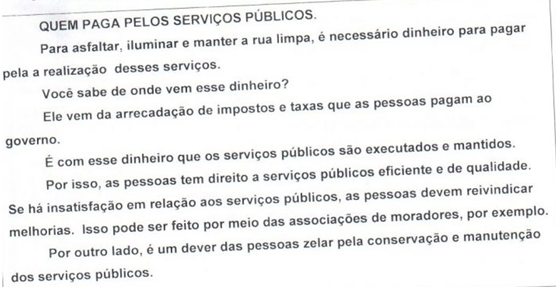 QUEM PAGA PELOS SERVIÇOS PÚBLICOS.
Para asfaltar, iluminar e manter a rua limpa, é necessário dinheiro para pagar
pela a realização desses serviços.
Você sabe de onde vem esse dinheiro?
Ele vem da arrecadação de impostos e taxas que as pessoas pagam ao
governo.
É com esse dinheiro que os serviços públicos são executados e mantidos.
Por isso, as pessoas tem direito a serviços públicos eficiente e de qualidade.
Se há insatisfação em relação aos serviços públicos, as pessoas devem reivindicar
melhorias. Isso pode ser feito por meio das associações de moradores, por exemplo.
Por outro lado, é um dever das pessoas zelar pela conservação e manutenção
dos serviços públicos.